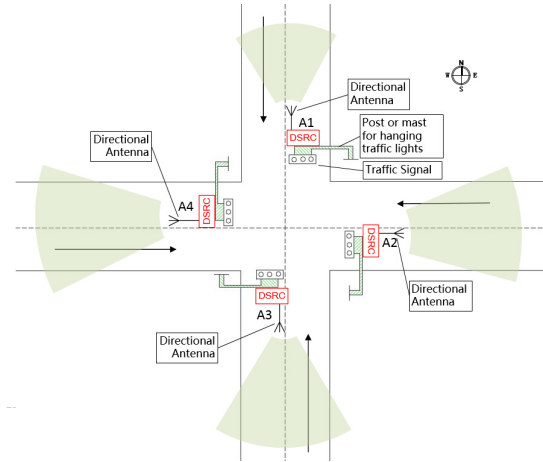 Directional
Antenna
N
W
E
S
A1
DSRC
Post or mast
for hanging
traffic lights
Traffic Signal
Directional
Antenna
A4
DSRC
DSRC
A2
Directional
Antenna
DSRC
A3
Directional
Antenna